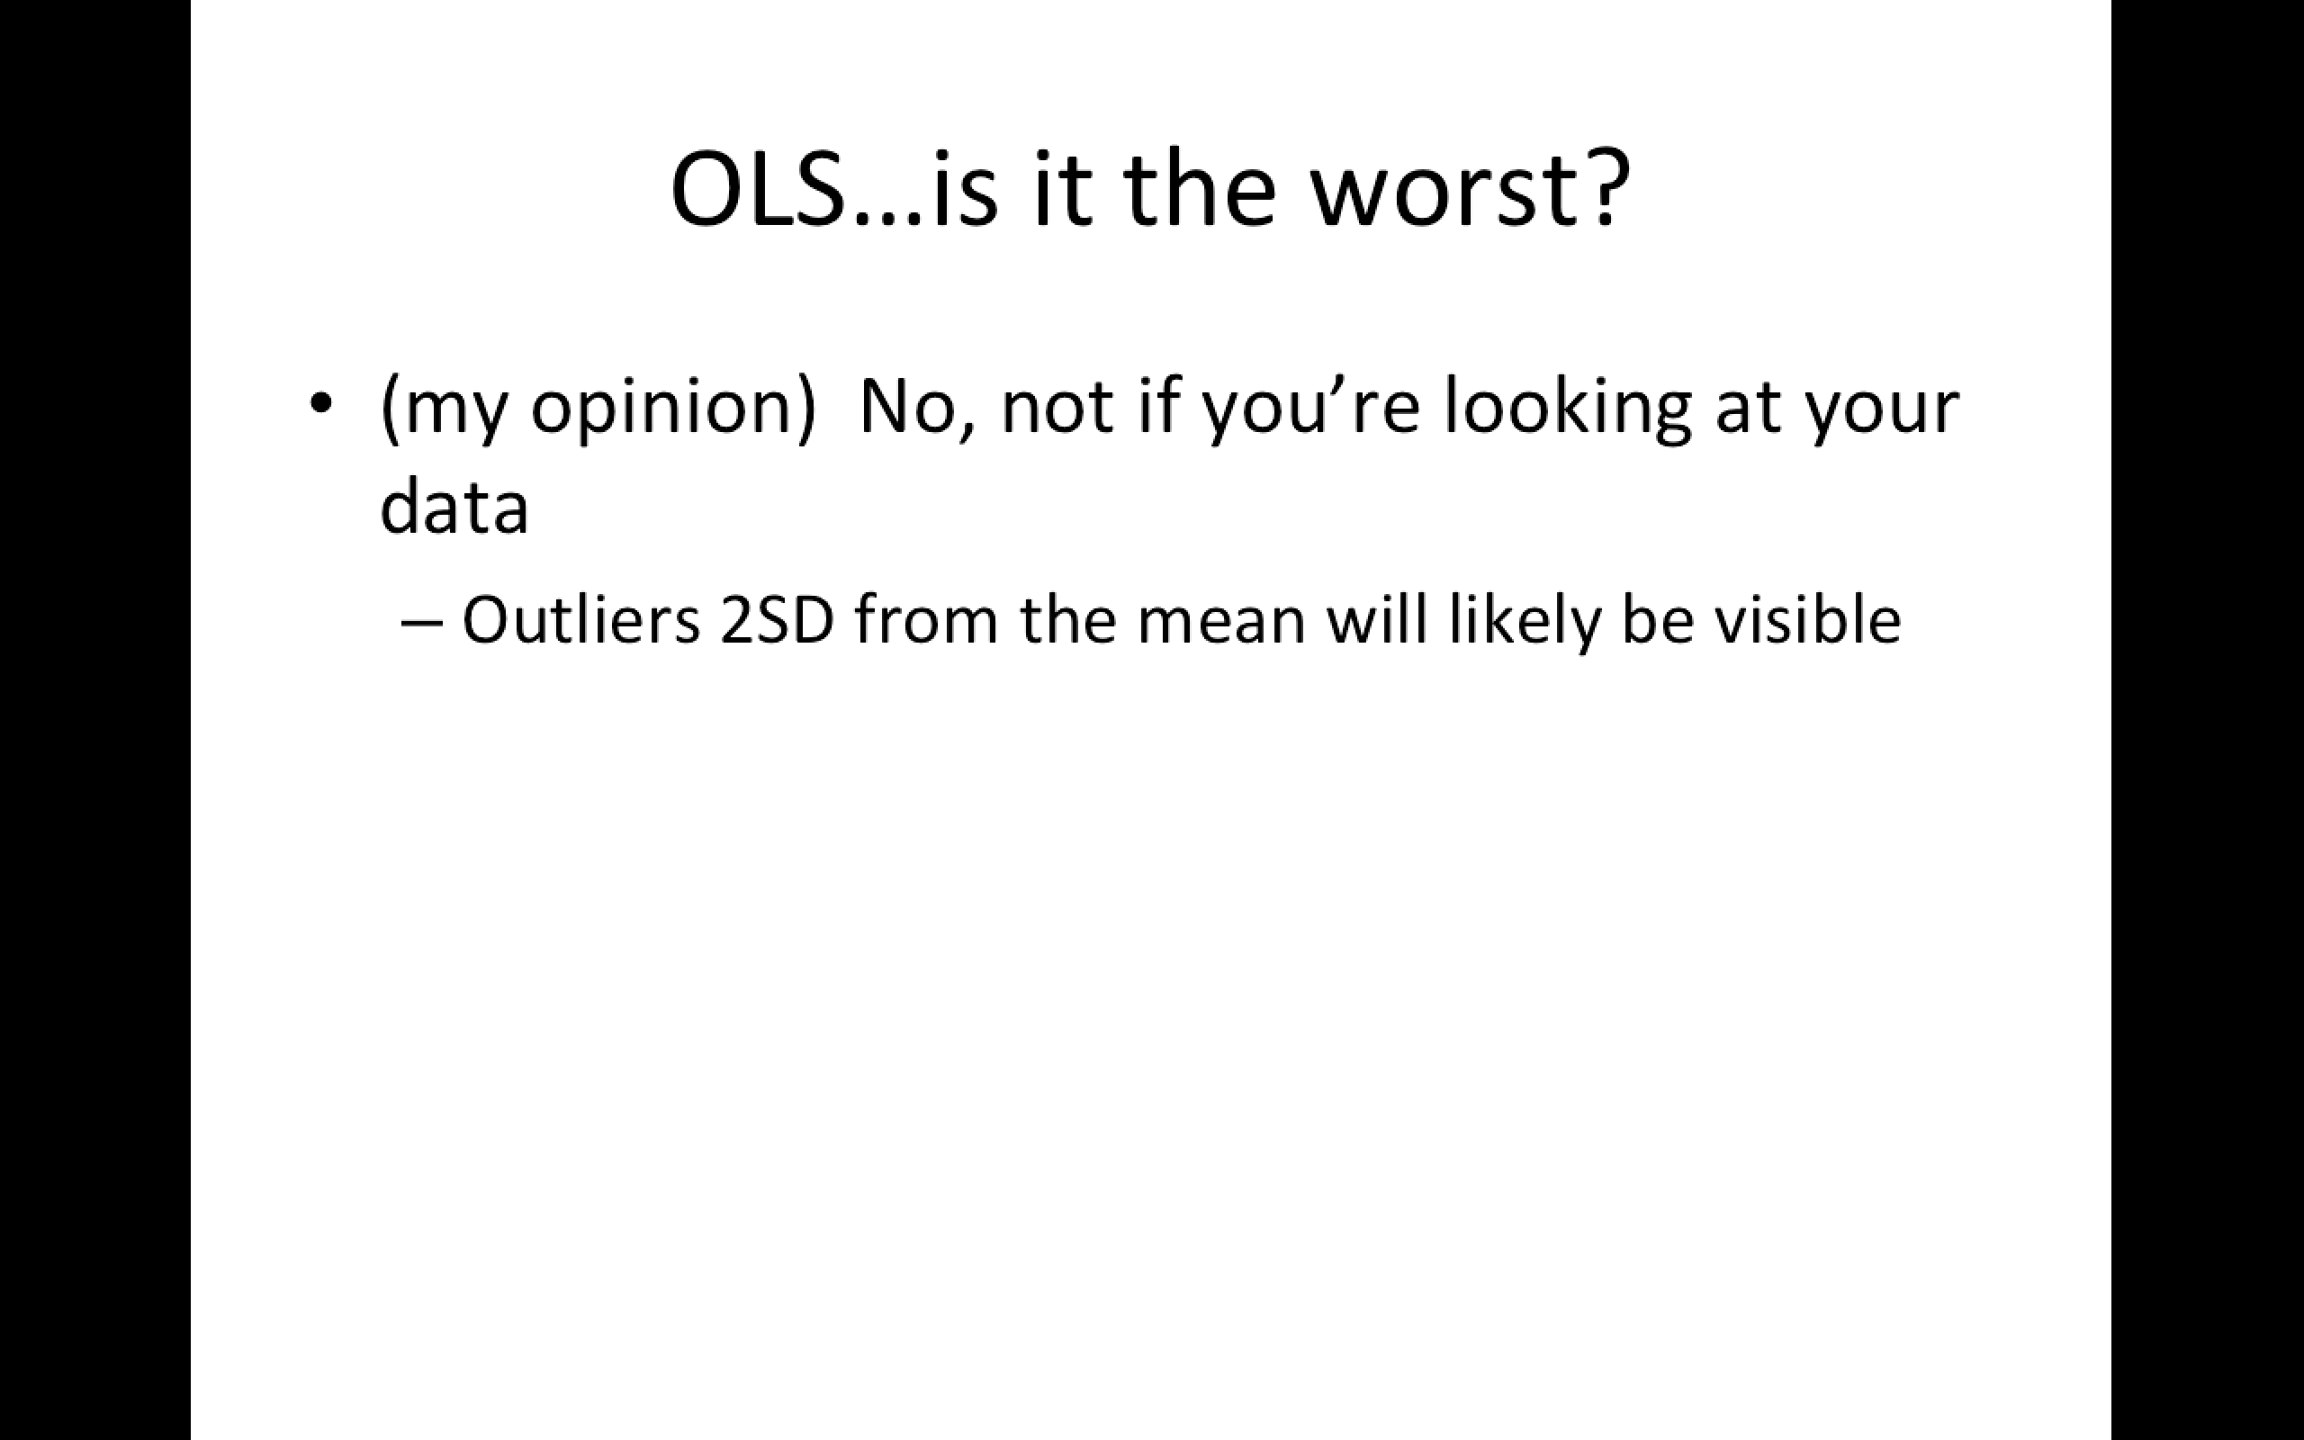 OLS…is it the worst?
• (my opinion)  No, not if you’re looking at your
data
– Outliers 2SD from the mean will likely be visible